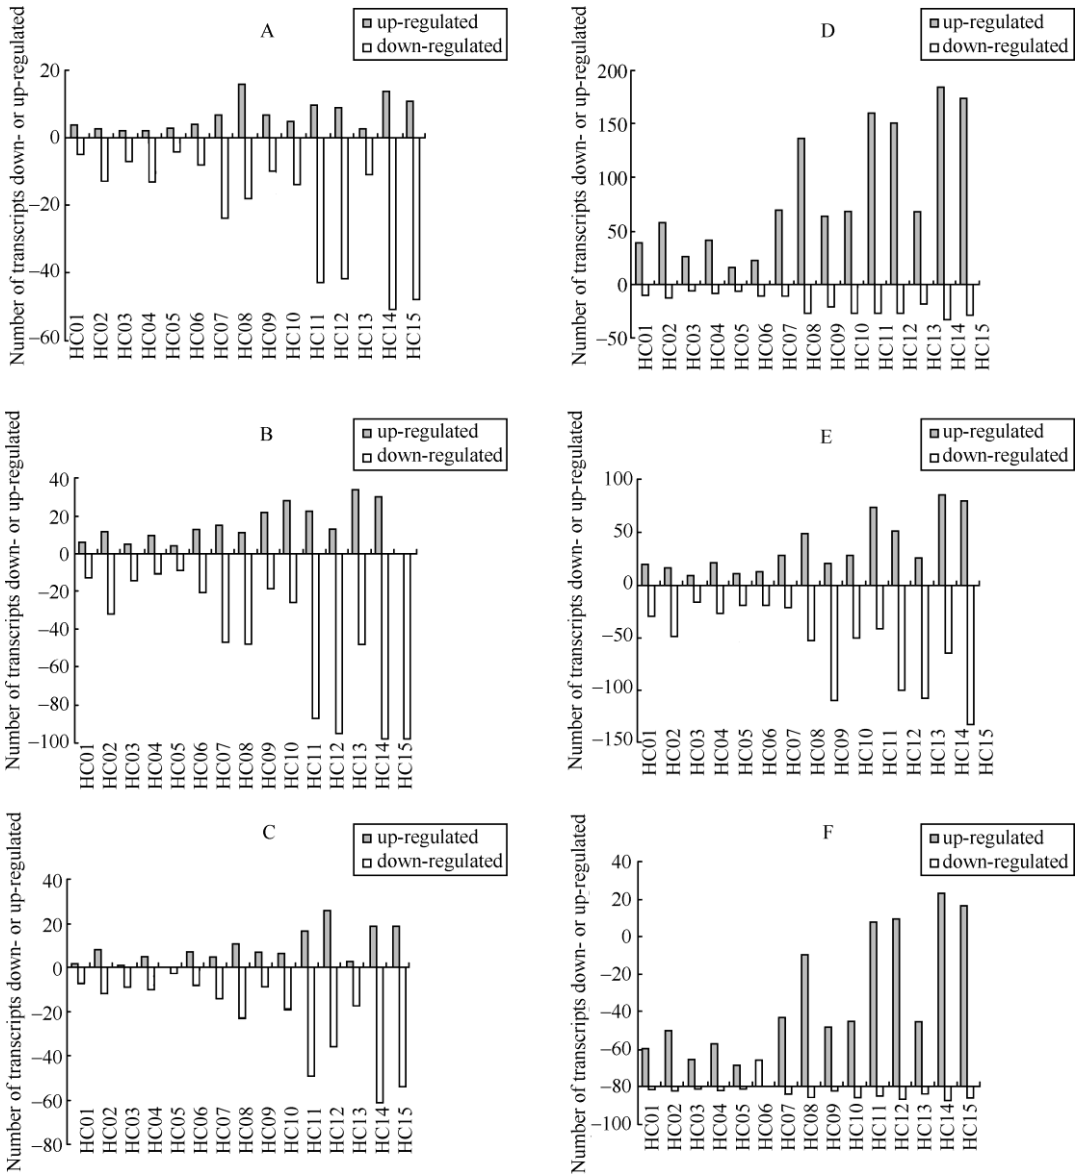 A
up-regulated
down-regulated
Number of transcripts down- or up-regulated
20
0
−20
−40
−60
HC01 HC02 HC03 HC04 HC05 HC06 HC07 HC08 HC09 HC10 HC11 HC12 HC13 HC14 HC15
D
up-regulated
down-regulated
Number of transcripts down- or up-regulated
200
150
100
50
0
−50
HC01 HC02 HC03 HC04 HC05 HC06 HC07 HC08 HC09 HC10 HC11 HC12 HC13 HC14 HC15
B
up-regulated
down-regulated
Number of transcripts down- or up-regulated
40
20
0
−20
−40
−60
−80
−100
HC01 HC02 HC03 HC04 HC05 HC06 HC07 HC08 HC09 HC10 HC11 HC12 HC13 HC14 HC15
E
up-regulated
down-regulated
Number of transcripts down- or up-regulated
100
50
0
−50
−100
−150
HC01 HC02 HC03 HC04 HC05 HC06 HC07 HC08 HC09 HC10 HC11 HC12 HC13 HC14 HC15
C
up-regulated
down-regulated
Number of transcripts down- or up-regulated
40
20
0
−20
−40
−60
−80
HC01 HC02 HC03 HC04 HC05 HC06 HC07 HC08 HC09 HC10 HC11 HC12 HC13 HC14 HC15
F
up-regulated
down-regulated
Number of transcripts down- or up-regulated
40
20
0
−20
−40
−60
−80
−100
HC01 HC02 HC03 HC04 HC05 HC06 HC07 HC08 HC09 HC10 HC11 HC12 HC13 HC14 HC15